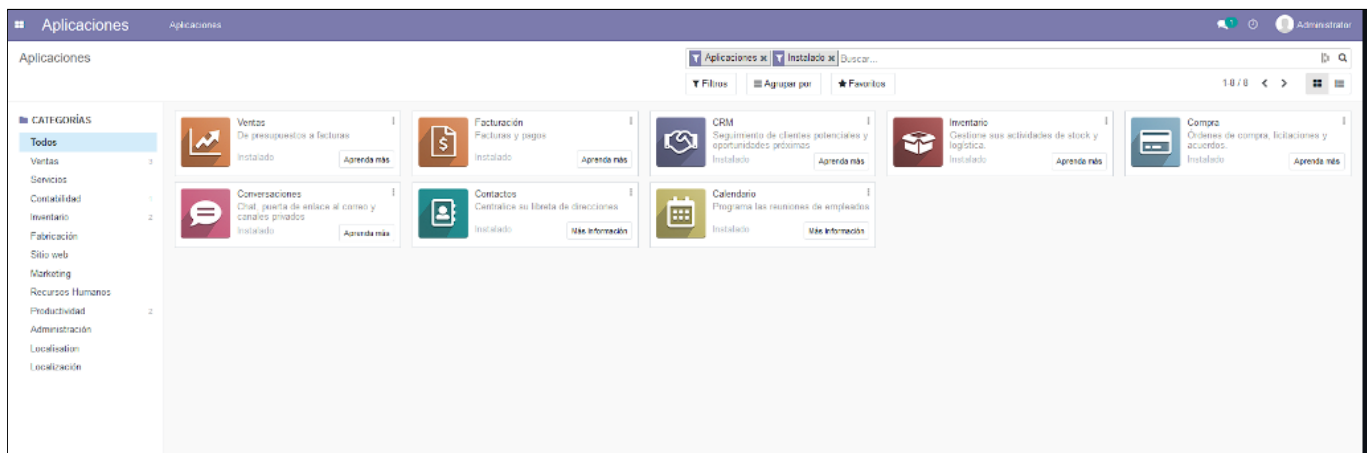 Aplicaciones Aplicaciones 1 Administrator
Aplicaciones
Aplicaciones x Instalado x Buscar...
Filtros Agrupar por Favoritos 1-8 / 8
CATEGORÍAS
Todos
Ventas 3
Servicios
Contabilidad 1
Inventario 2
Fabricación
Sitio web
Marketing
Recursos Humanos
Productividad 2
Administración
Localisation
Localización
Ventas
De presupuestos a facturas
Instalado Aprenda más
Facturación
Facturas y pagos
Instalado Aprenda más
CRM
Seguimiento de clientes potenciales y
oportunidades próximas
Instalado Aprenda más
Inventario
Gestione sus actividades de stock y
logística.
Instalado Aprenda más
Compra
Órdenes de compra, licitaciones y
acuerdos.
Instalado Aprenda más
Conversaciones
Chat, puerta de enlace al correo y
canales privados
Instalado Aprenda más
Contactos
Centralice su libreta de direcciones
Instalado Más información
Calendario
Programa las reuniones de empleados
Instalado Más información